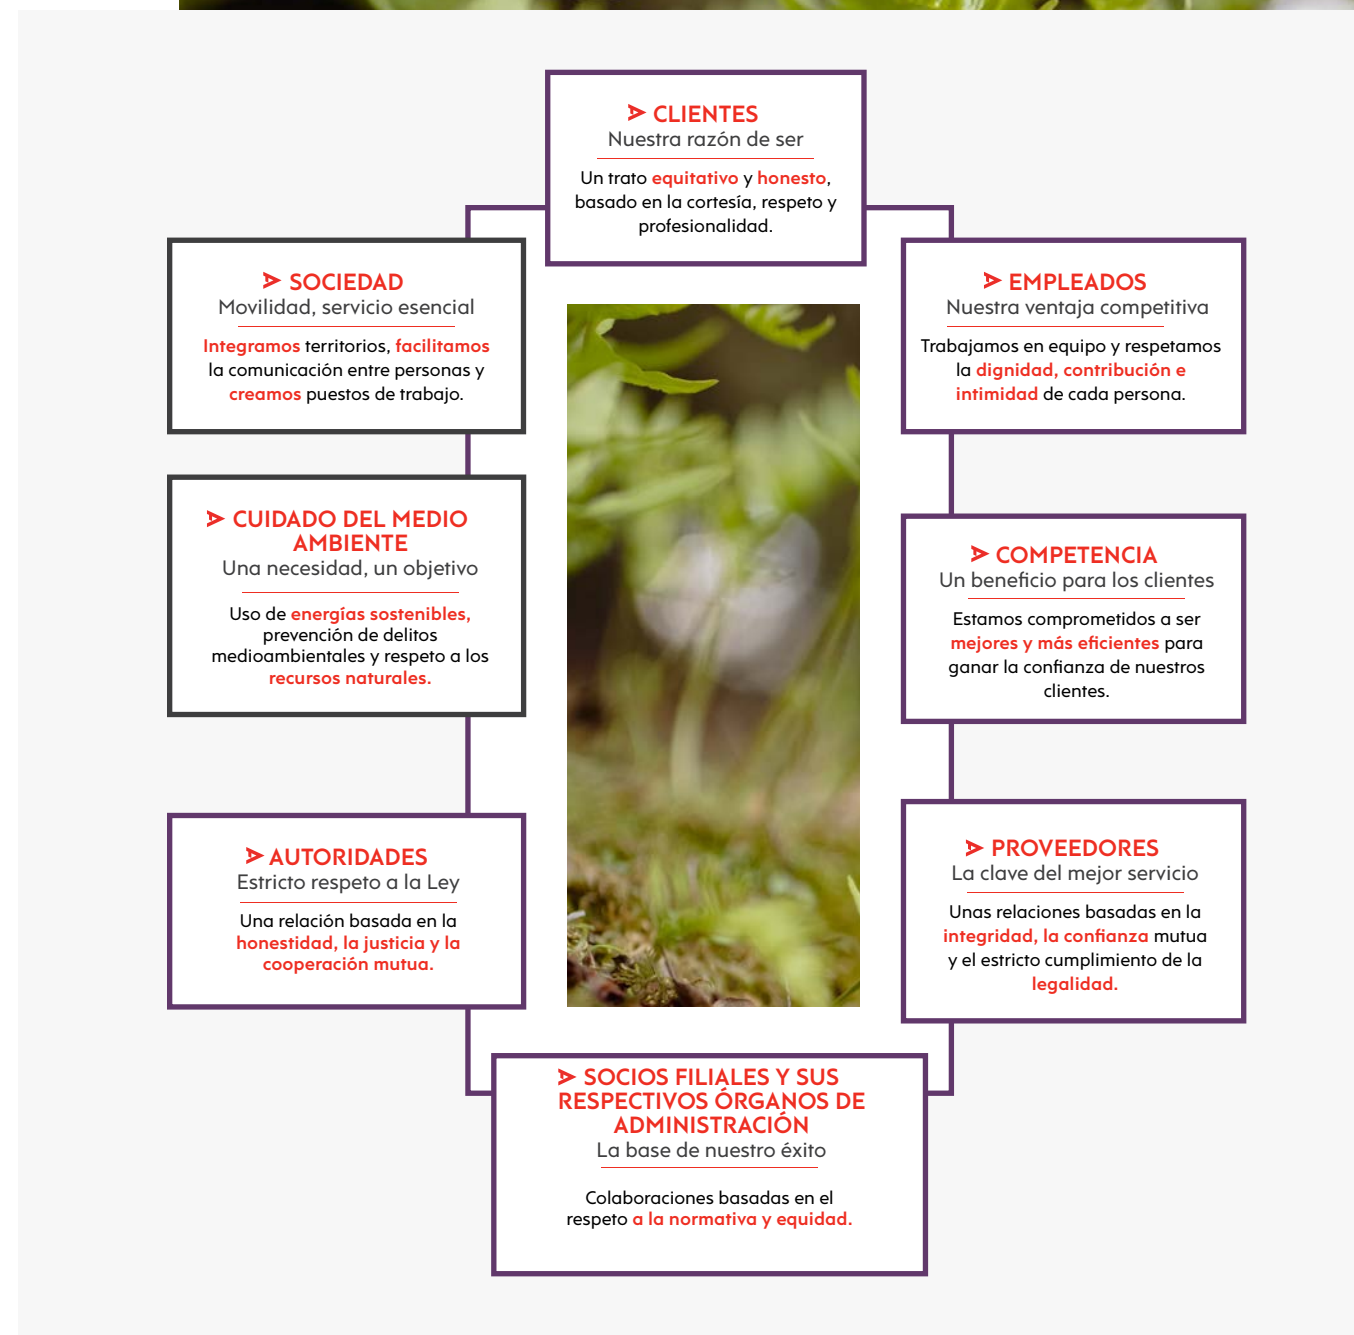 CLIENTES
Nuestra razón de ser
Un trato equitativo y honesto,
basado en la cortesía, respeto y
profesionalidad.
SOCIEDAD
Movilidad, servicio esencial
Integramos territorios, facilitamos
la comunicación entre personas y
creamos puestos de trabajo.
EMPLEADOS
Nuestra ventaja competitiva
Trabajamos en equipo y respetamos
la dignidad, contribución e
intimidad de cada persona.
CUIDADO DEL MEDIO
AMBIENTE
Una necesidad, un objetivo
Uso de energías sostenibles,
prevención de delitos
medioambientales y respeto a los
recursos naturales.
COMPETENCIA
Un beneficio para los clientes
Estamos comprometidos a ser
mejores y más eficientes para
ganar la confianza de nuestros
clientes.
AUTORIDADES
Estricto respeto a la Ley
Una relación basada en la
honestidad, la justicia y la
cooperación mutua.
PROVEEDORES
La clave del mejor servicio
Unas relaciones basadas en la
integridad, la confianza mutua
y el estricto cumplimiento de la
legalidad.
SOCIOS FILIALES Y SUS
RESPECTIVOS ÓRGANOS DE
ADMINISTRACIÓN
La base de nuestro éxito
Colaboraciones basadas en el
respeto a la normativa y equidad.